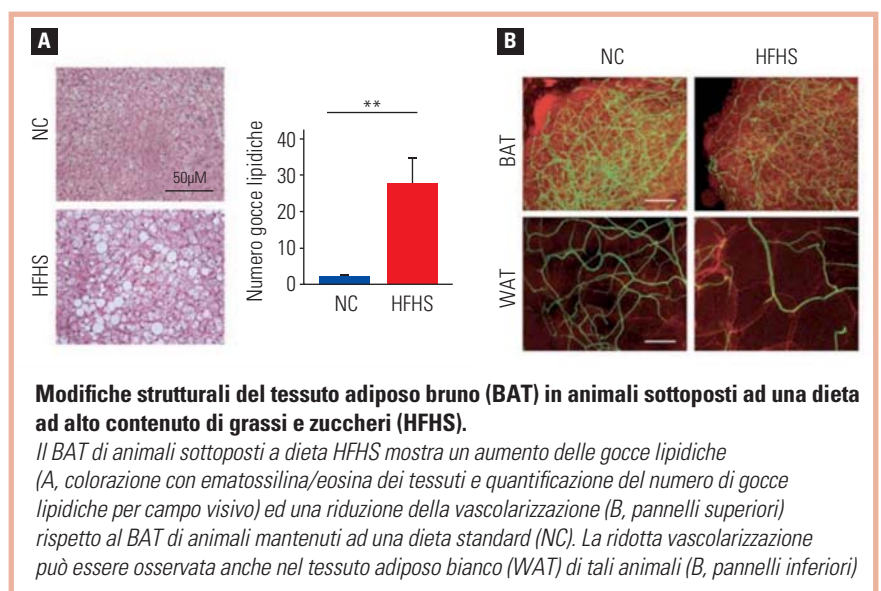 A
NC
50µM
HFHS
**
Numero gocce lipidiche
40
30
20
10
0
NC
HFHS
B
NC
HFHS
BAT
WAT
Modifiche strutturali del tessuto adiposo bruno (BAT) in animali sottoposti ad una dieta
ad alto contenuto di grassi e zuccheri (HFHS).
Il BAT di animali sottoposti a dieta HFHS mostra un aumento delle gocce lipidiche
(A, colorazione con ematossilina/eosina dei tessuti e quantificazione del numero di gocce
lipidiche per campo visivo) ed una riduzione della vascolarizzazione (B, pannelli superiori)
rispetto al BAT di animali mantenuti ad una dieta standard (NC). La ridotta vascolarizzazione
può essere osservata anche nel tessuto adiposo bianco (WAT) di tali animali (B, pannelli inferiori)